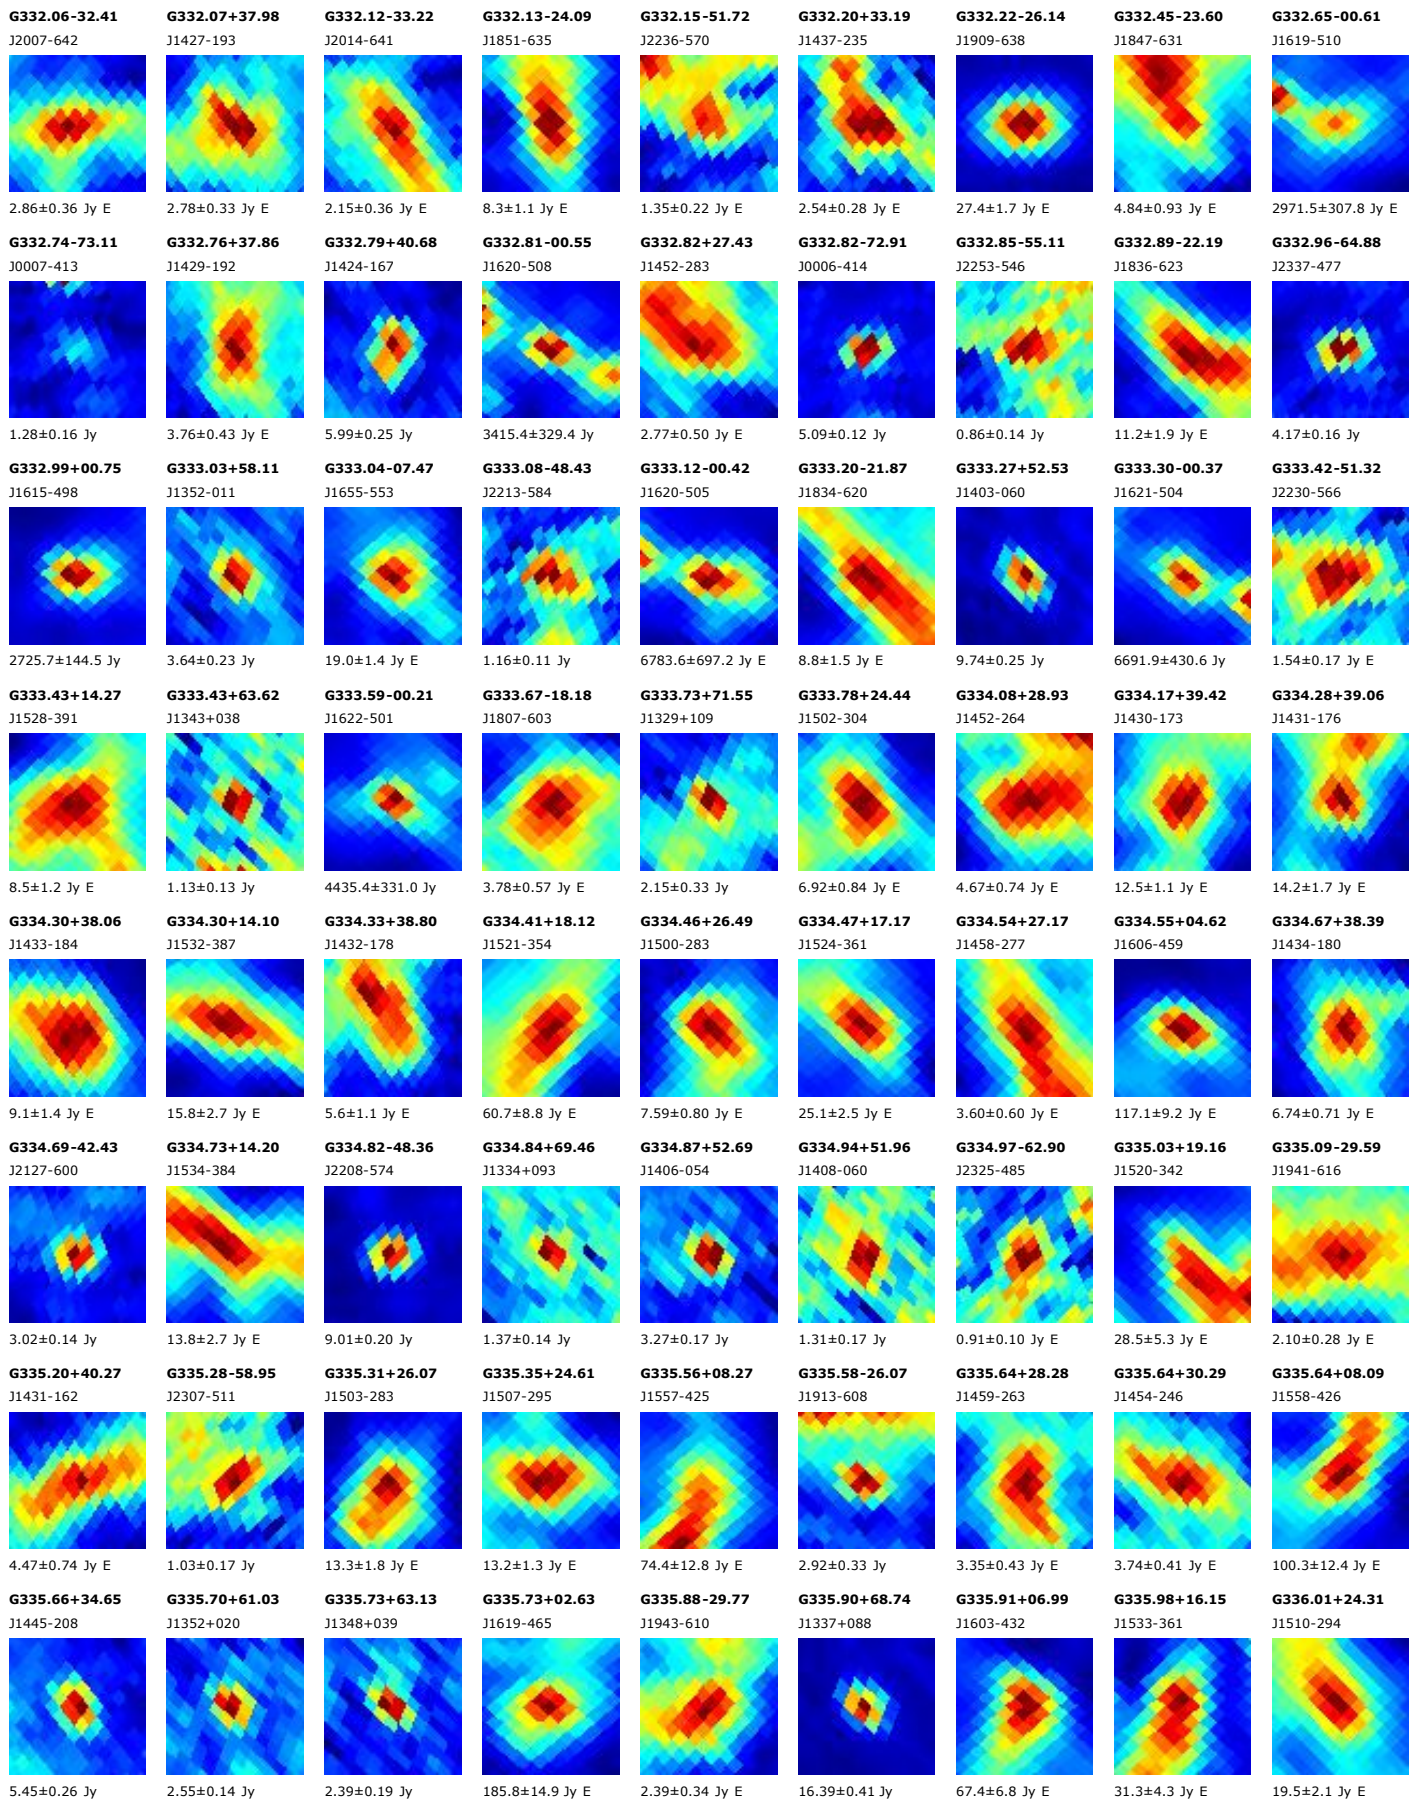 G332.06-32.41 G332.07+37.98 G332.12-33.22 G332.13-24.09 G332.15-51.72 G332.20+33.19 G332.22-26.14 G332.45-23.60 G332.65-00.61
J2007-642 J1427-193 J2014-641 J1851-635 J2236-570 J1437-235 J1909-638 J1847-631 J1619-510
2.86±0.36 Jy E 2.78±0.33 Jy E 2.15±0.36 Jy E 8.3±1.1 Jy E 1.35±0.22 Jy E 2.54±0.28 Jy E 27.4±1.7 Jy E 4.84±0.93 Jy E 2971.5±307.8 Jy E
G332.74-73.11 G332.76+37.86 G332.79+40.68 G332.81-00.55 G332.82+27.43 G332.82-72.91 G332.85-55.11 G332.89-22.19 G332.96-64.88
J0007-413 J1429-192 J1424-167 J1620-508 J1452-283 J0006-414 J2253-546 J1836-623 J2337-477
1.28±0.16 Jy 3.76±0.43 Jy E 5.99±0.25 Jy 3415.4±329.4 Jy 2.77±0.50 Jy E 5.09±0.12 Jy 0.86±0.14 Jy 11.2±1.9 Jy E 4.17±0.16 Jy
G332.99+00.75 G333.03+58.11 G333.04-07.47 G333.08-48.43 G333.12-00.42 G333.20-21.87 G333.27+52.53 G333.30-00.37 G333.42-51.32
J1615-498 J1352-011 J1655-553 J2213-584 J1620-505 J1834-620 J1403-060 J1621-504 J2230-566
2725.7±144.5 Jy 3.64±0.23 Jy 19.0±1.4 Jy E 1.16±0.11 Jy 6783.6±697.2 Jy E 8.8±1.5 Jy E 9.74±0.25 Jy 6691.9±430.6 Jy 1.54±0.17 Jy E
G333.43+14.27 G333.43+63.62 G333.59-00.21 G333.67-18.18 G333.73+71.55 G333.78+24.44 G334.08+28.93 G334.17+39.42 G334.28+39.06
J1528-391 J1343+038 J1622-501 J1807-603 J1329+109 J1502-304 J1452-264 J1430-173 J1431-176
8.5±1.2 Jy E 1.13±0.13 Jy 4435.4±331.0 Jy 3.78±0.57 Jy E 2.15±0.33 Jy 6.92±0.84 Jy E 4.67±0.74 Jy E 12.5±1.1 Jy E 14.2±1.7 Jy E
G334.30+38.06 G334.30+14.10 G334.33+38.80 G334.41+18.12 G334.46+26.49 G334.47+17.17 G334.54+27.17 G334.55+04.62 G334.67+38.39
J1433-184 J1532-387 J1432-178 J1521-354 J1500-283 J1524-361 J1458-277 J1606-459 J1434-180
9.1±1.4 Jy E 15.8±2.7 Jy E 5.6±1.1 Jy E 60.7±8.8 Jy E 7.59±0.80 Jy E 25.1±2.5 Jy E 3.60±0.60 Jy E 117.1±9.2 Jy E 6.74±0.71 Jy E
G334.69-42.43 G334.73+14.20 G334.82-48.36 G334.84+69.46 G334.87+52.69 G334.94+51.96 G334.97-62.90 G335.03+19.16 G335.09-29.59
J2127-600 J1534-384 J2208-574 J1334+093 J1406-054 J1408-060 J2325-485 J1520-342 J1941-616
3.02±0.14 Jy 13.8±2.7 Jy E 9.01±0.20 Jy 1.37±0.14 Jy 3.27±0.17 Jy 1.31±0.17 Jy 0.91±0.10 Jy E 28.5±5.3 Jy E 2.10±0.28 Jy E
G335.20+40.27 G335.28-58.95 G335.31+26.07 G335.35+24.61 G335.56+08.27 G335.58-26.07 G335.64+28.28 G335.64+30.29 G335.64+08.09
J1431-162 J2307-511 J1503-283 J1507-295 J1557-425 J1913-608 J1459-263 J1454-246 J1558-426
4.47±0.74 Jy E 1.03±0.17 Jy 13.3±1.8 Jy E 13.2±1.3 Jy E 74.4±12.8 Jy E 2.92±0.33 Jy 3.35±0.43 Jy E 3.74±0.41 Jy E 100.3±12.4 Jy E
G335.66+34.65 G335.70+61.03 G335.73+63.13 G335.73+02.63 G335.88-29.77 G335.90+68.74 G335.91+06.99 G335.98+16.15 G336.01+24.31
J1445-208 J1352+020 J1348+039 J1619-465 J1943-610 J1337+088 J1603-432 J1533-361 J1510-294
5.45±0.26 Jy 2.55±0.14 Jy 2.39±0.19 Jy 185.8±14.9 Jy E 2.39±0.34 Jy E 16.39±0.41 Jy 67.4±6.8 Jy E 31.3±4.3 Jy E 19.5±2.1 Jy E